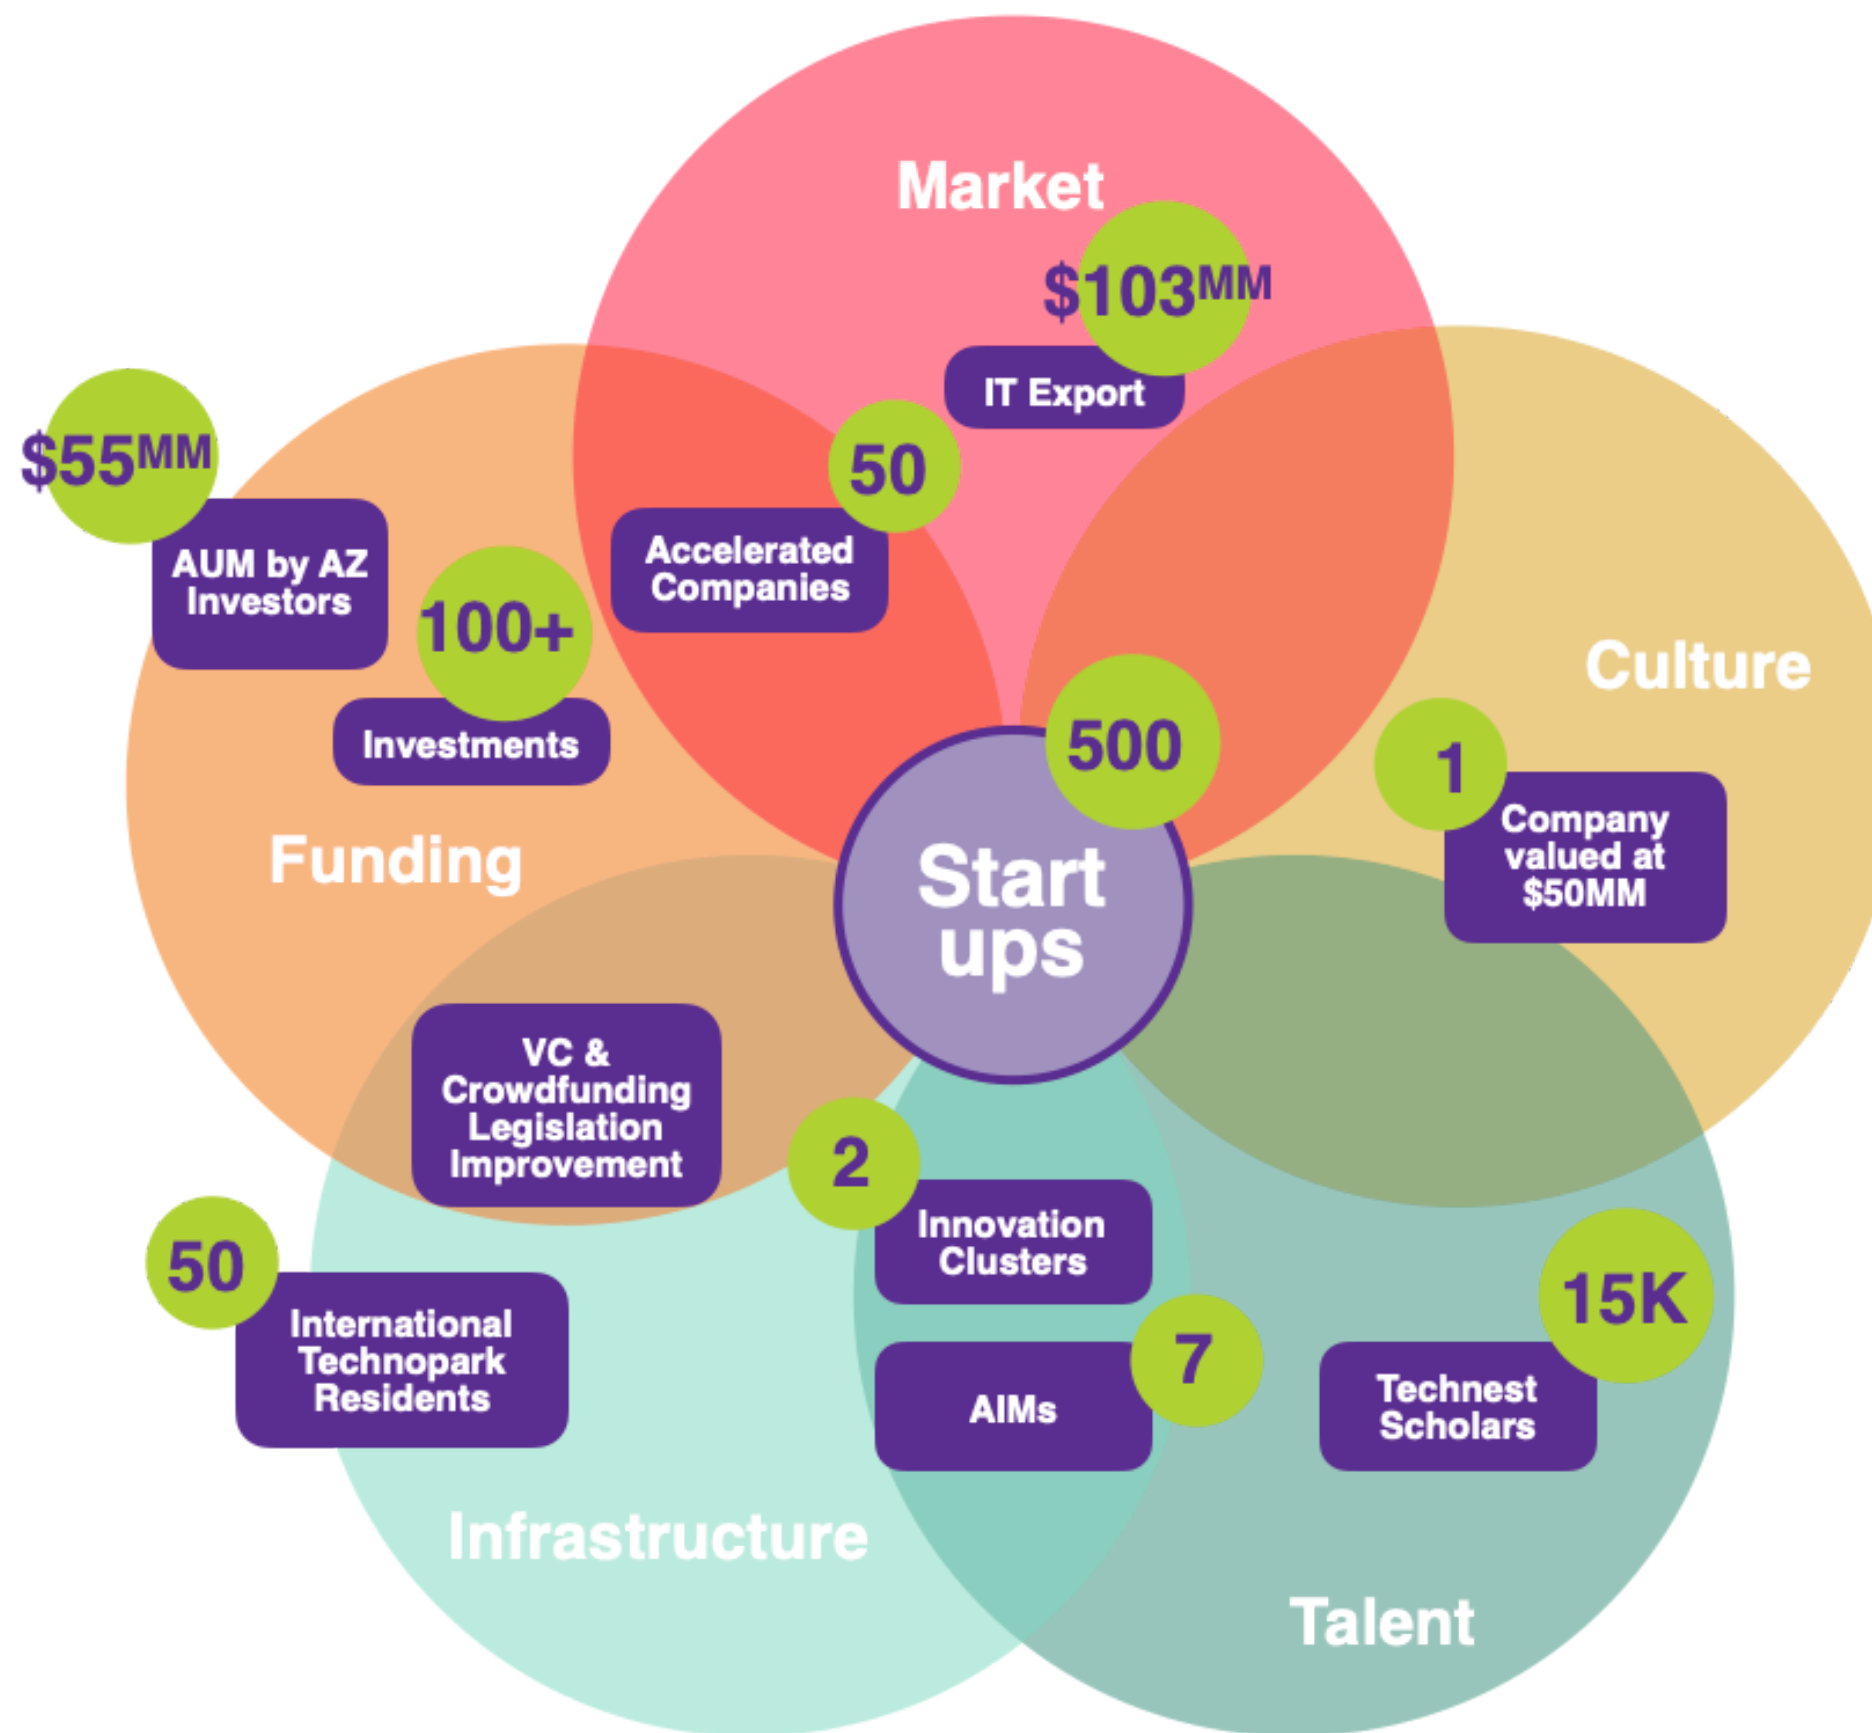 Market
$103MM
IT Export
50
Accelerated
Companies
$55MM
AUM by AZ
Investors
100+
Investments
Funding
Culture
1
Company
valued at
$50MM
500
Start
ups
VC &
Crowdfunding
Legislation
Improvement
2
Innovation
Clusters
50
International
Technopark
Residents
7
AIMs
15K
Technest
Scholars
Infrastructure
Talent